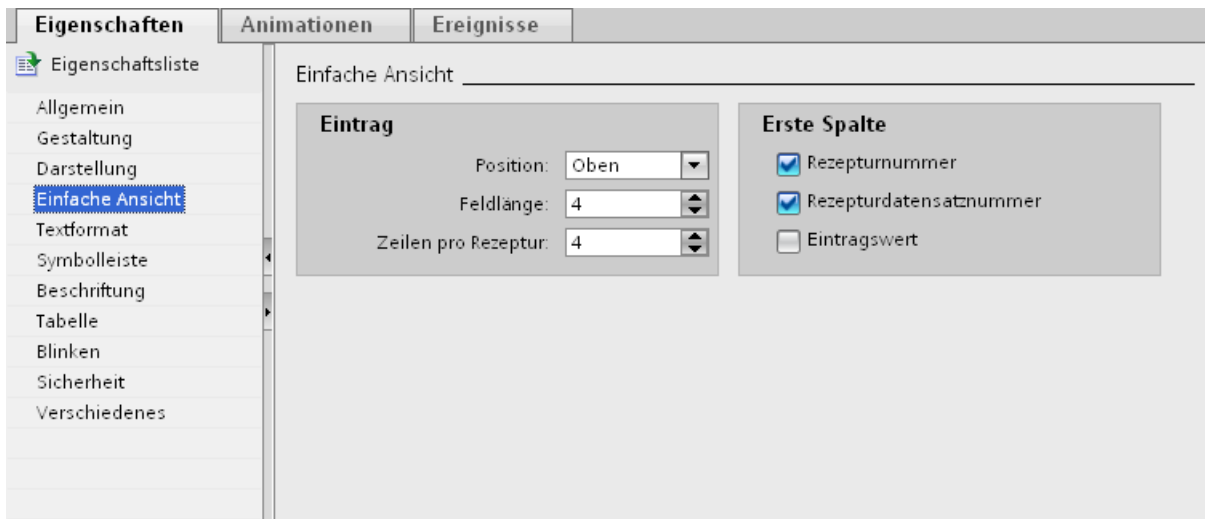 Eigenschaften Animationen Ereignisse
Eigenschaftsliste
Allgemein
Gestaltung
Darstellung
Einfache Ansicht
Textformat
Symbolleiste
Beschriftung
Tabelle
Blinken
Sicherheit
Verschiedenes
Einfache Ansicht
Eintrag
Position: Oben
Feldlänge: 4
Zeilen pro Rezeptur: 4
Erste Spalte
Rezepturnummer
Rezepturdatensatznummer
Eintragswert